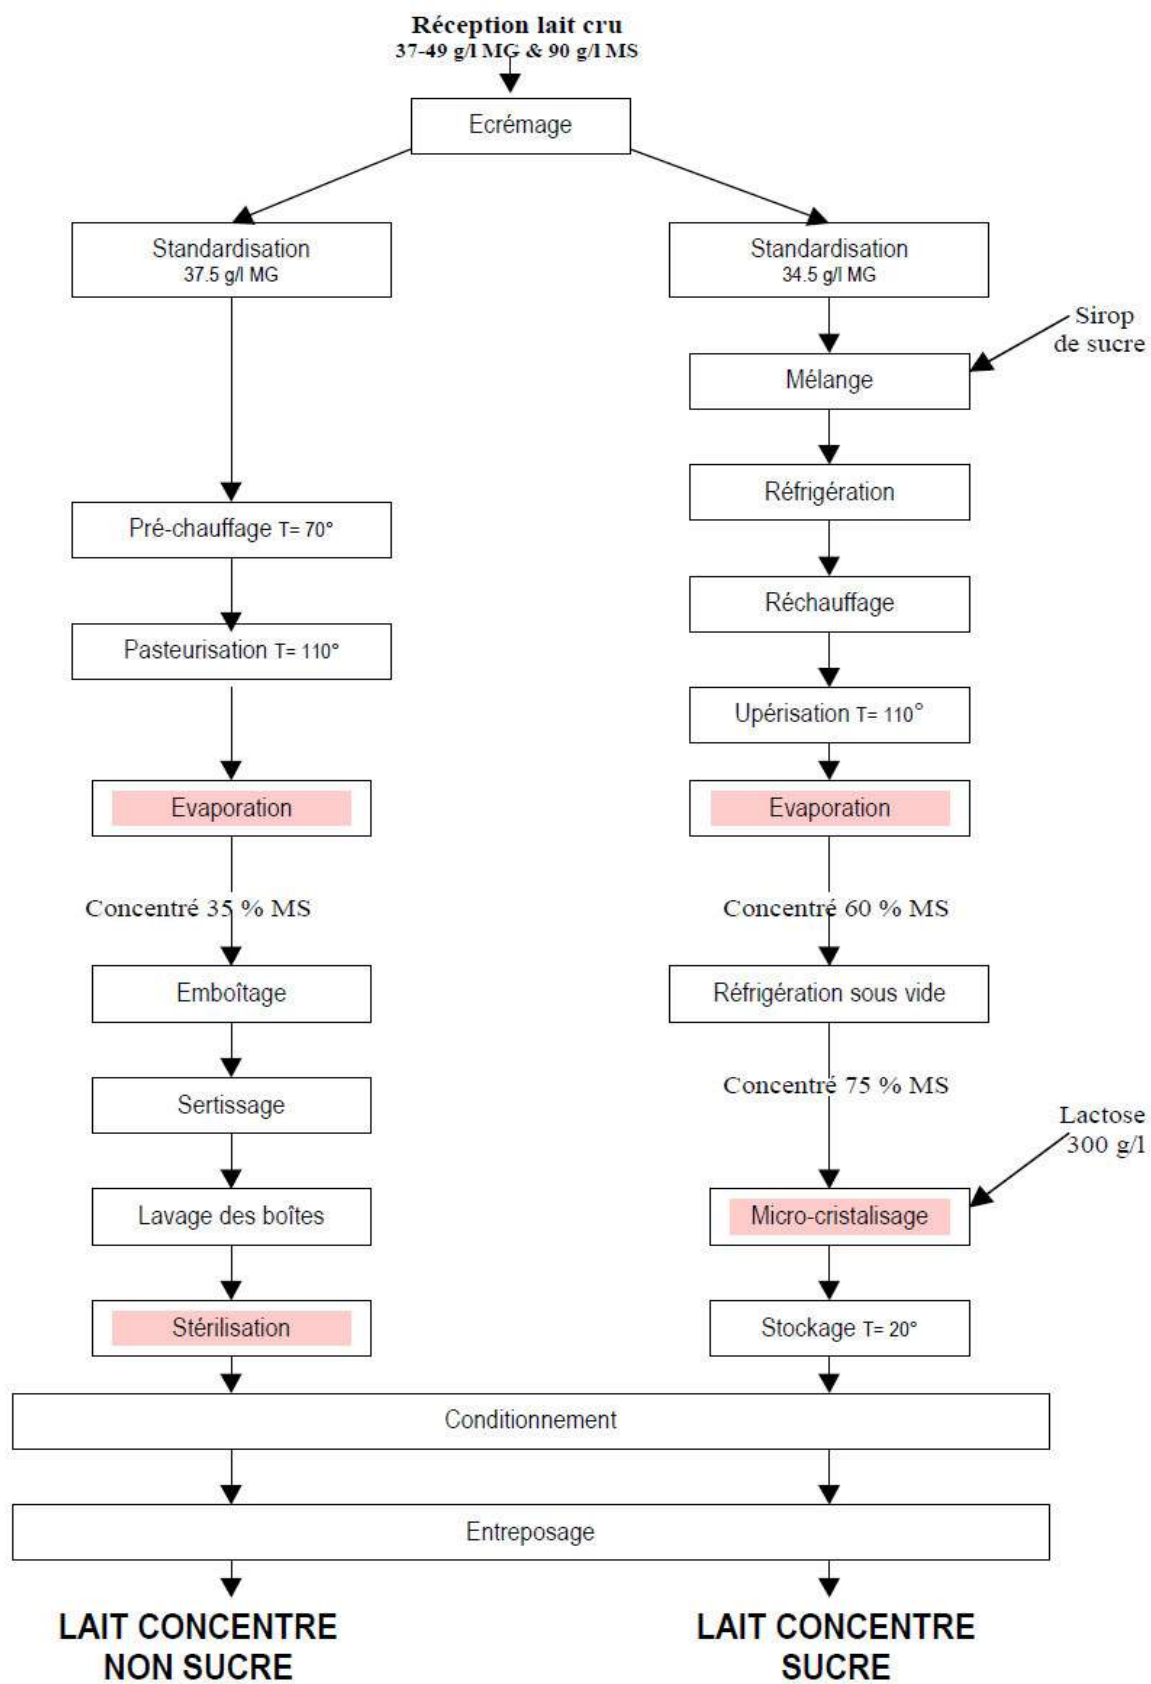 Réception lait cru
37-49 g/l MG & 90 g/l MS
Ecrémage
Standardisation
37.5 g/l MG
Pré-chauffage T= 70°
Pasteurisation T= 110°
Evaporation
Concentré 35 % MS
Emboîtage
Sertissage
Lavage des boîtes
Stérilisation
Standardisation
34.5 g/l MG
Sirop
de sucre
Mélange
Réfrigération
Réchauffage
Upérisation T= 110°
Evaporation
Concentré 60 % MS
Réfrigération sous vide
Concentré 75 % MS
Lactose
300 g/l
Micro-cristalisage
Stockage T= 20°
Conditionnement
Entreposage
LAIT CONCENTRE
NON SUCRE
LAIT CONCENTRE
SUCRE